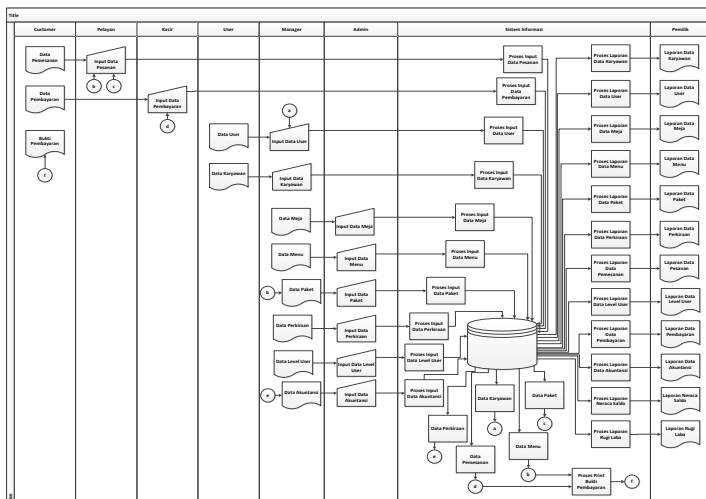 Title
Customer
Pelayan
Kasir
User
Manager
Admin
Sistem Informasi
Pemilik
Data
Pemesanan
Input Data
Pesanan
b
c
Data
Pembayaran
Input Data
Pembayaran
d
Bukti
Pembayaran
f
a
Data User
Input Data User
Data Karyawan
Input Data
Karyawan
Data Meja
Input Data Meja
Data Menu
Input Data
Menu
b
Data Paket
Input Data
Paket
Data Perkiraan
Input Data
Perkiraan
Data Level User
Input Data Level
User
e
Data Akuntansi
Input Data
Akuntansi
Proses Input
Data Pesanan
Proses Input
Data
Pembayaran
Proses Input
Data User
Proses Input
Data Karyawan
Proses Input
Data Meja
Proses Input
Data Menu
Proses Input
Data Paket
Proses Input
Data Perkiraan
Proses Input
Data Level User
Proses Input
Data Akuntansi
Data Karyawan
a
Data Paket
c
Data Perkiraan
e
Data
Pemesanan
d
Data Menu
b
Proses Print
Bukti
Pembayaran
f
Proses Laporan
Data Karyawan
Laporan Data
Karyawan
Proses Laporan
Data User
Laporan Data
User
Proses Laporan
Data Meja
Laporan Data
Meja
Proses Laporan
Data Menu
Laporan Data
Menu
Proses Laporan
Data Paket
Laporan Data
Paket
Proses Laporan
Data Perkiraan
Laporan Data
Perkiraan
Proses Laporan
Data
Pemesanan
Laporan Data
Pesanan
Proses Laporan
Data Level User
Laporan Data
Level User
Proses Laporan
Data
Pembayaran
Laporan Data
Pembayaran
Proses Laporan
Data Akuntansi
Laporan Data
Akuntansi
Proses Laporan
Neraca Saldo
Laporan Neraca
Saldo
Proses Laporan
Rugi Laba
Laporan Rugi
Laba